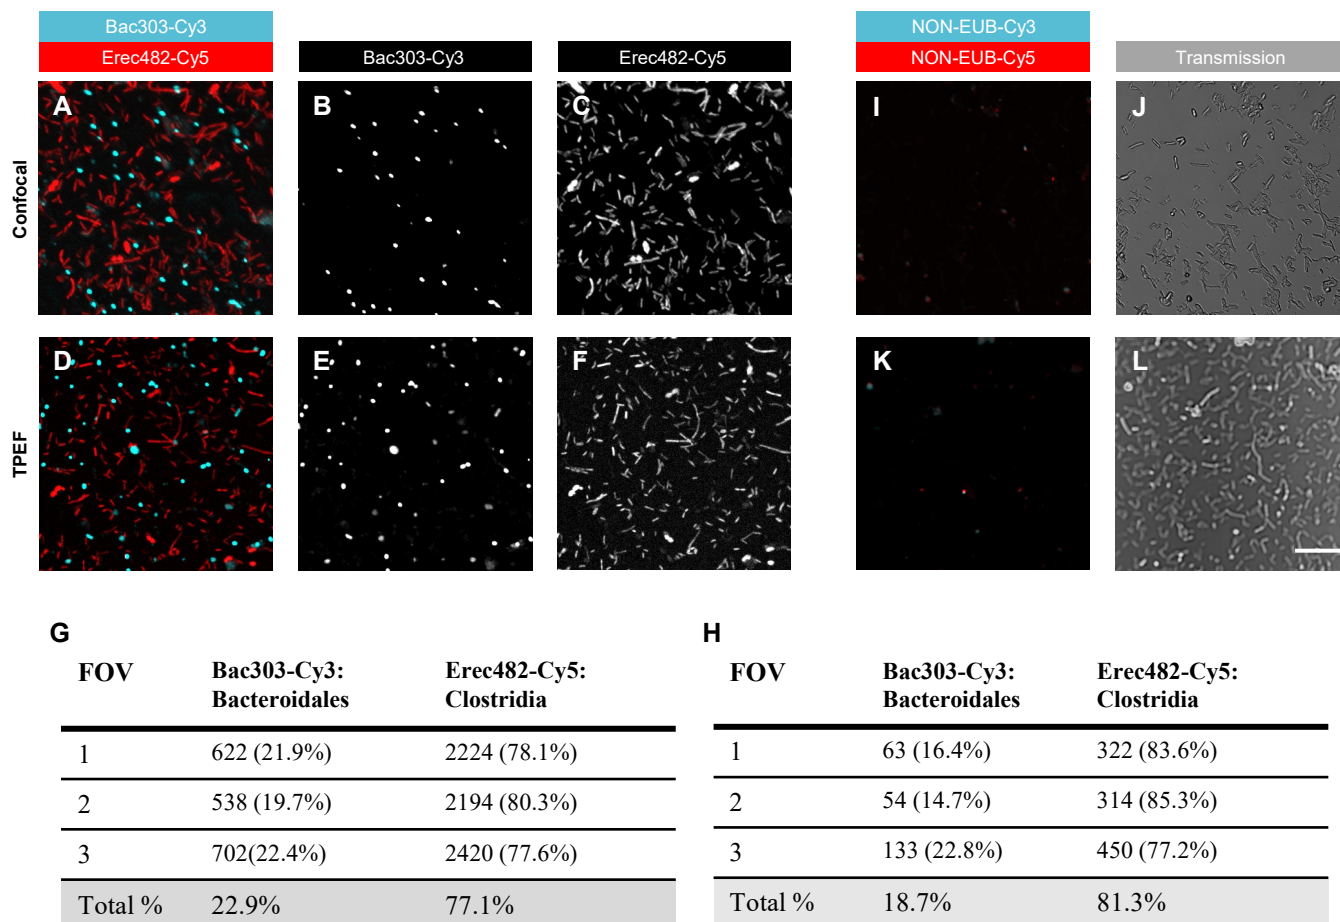 Bac303-Cy3
Erec482-Cy5
Bac303-Cy3
Erec482-Cy5
NON-EUB-Cy3
NON-EUB-Cy5
Transmission
Confocal
A
B
C
I
J
TPEF
D
E
F
K
L
G
FOV
Bac303-Cy3:
Bacteroidales
Erec482-Cy5:
Clostridia
1 622 (21.9%) 2224 (78.1%)
2 538 (19.7%) 2194 (80.3%)
3 702(22.4%) 2420 (77.6%)
Total % 22.9% 77.1%
H
FOV
Bac303-Cy3:
Bacteroidales
Erec482-Cy5:
Clostridia
1 63 (16.4%) 322 (83.6%)
2 54 (14.7%) 314 (85.3%)
3 133 (22.8%) 450 (77.2%)
Total % 18.7% 81.3%